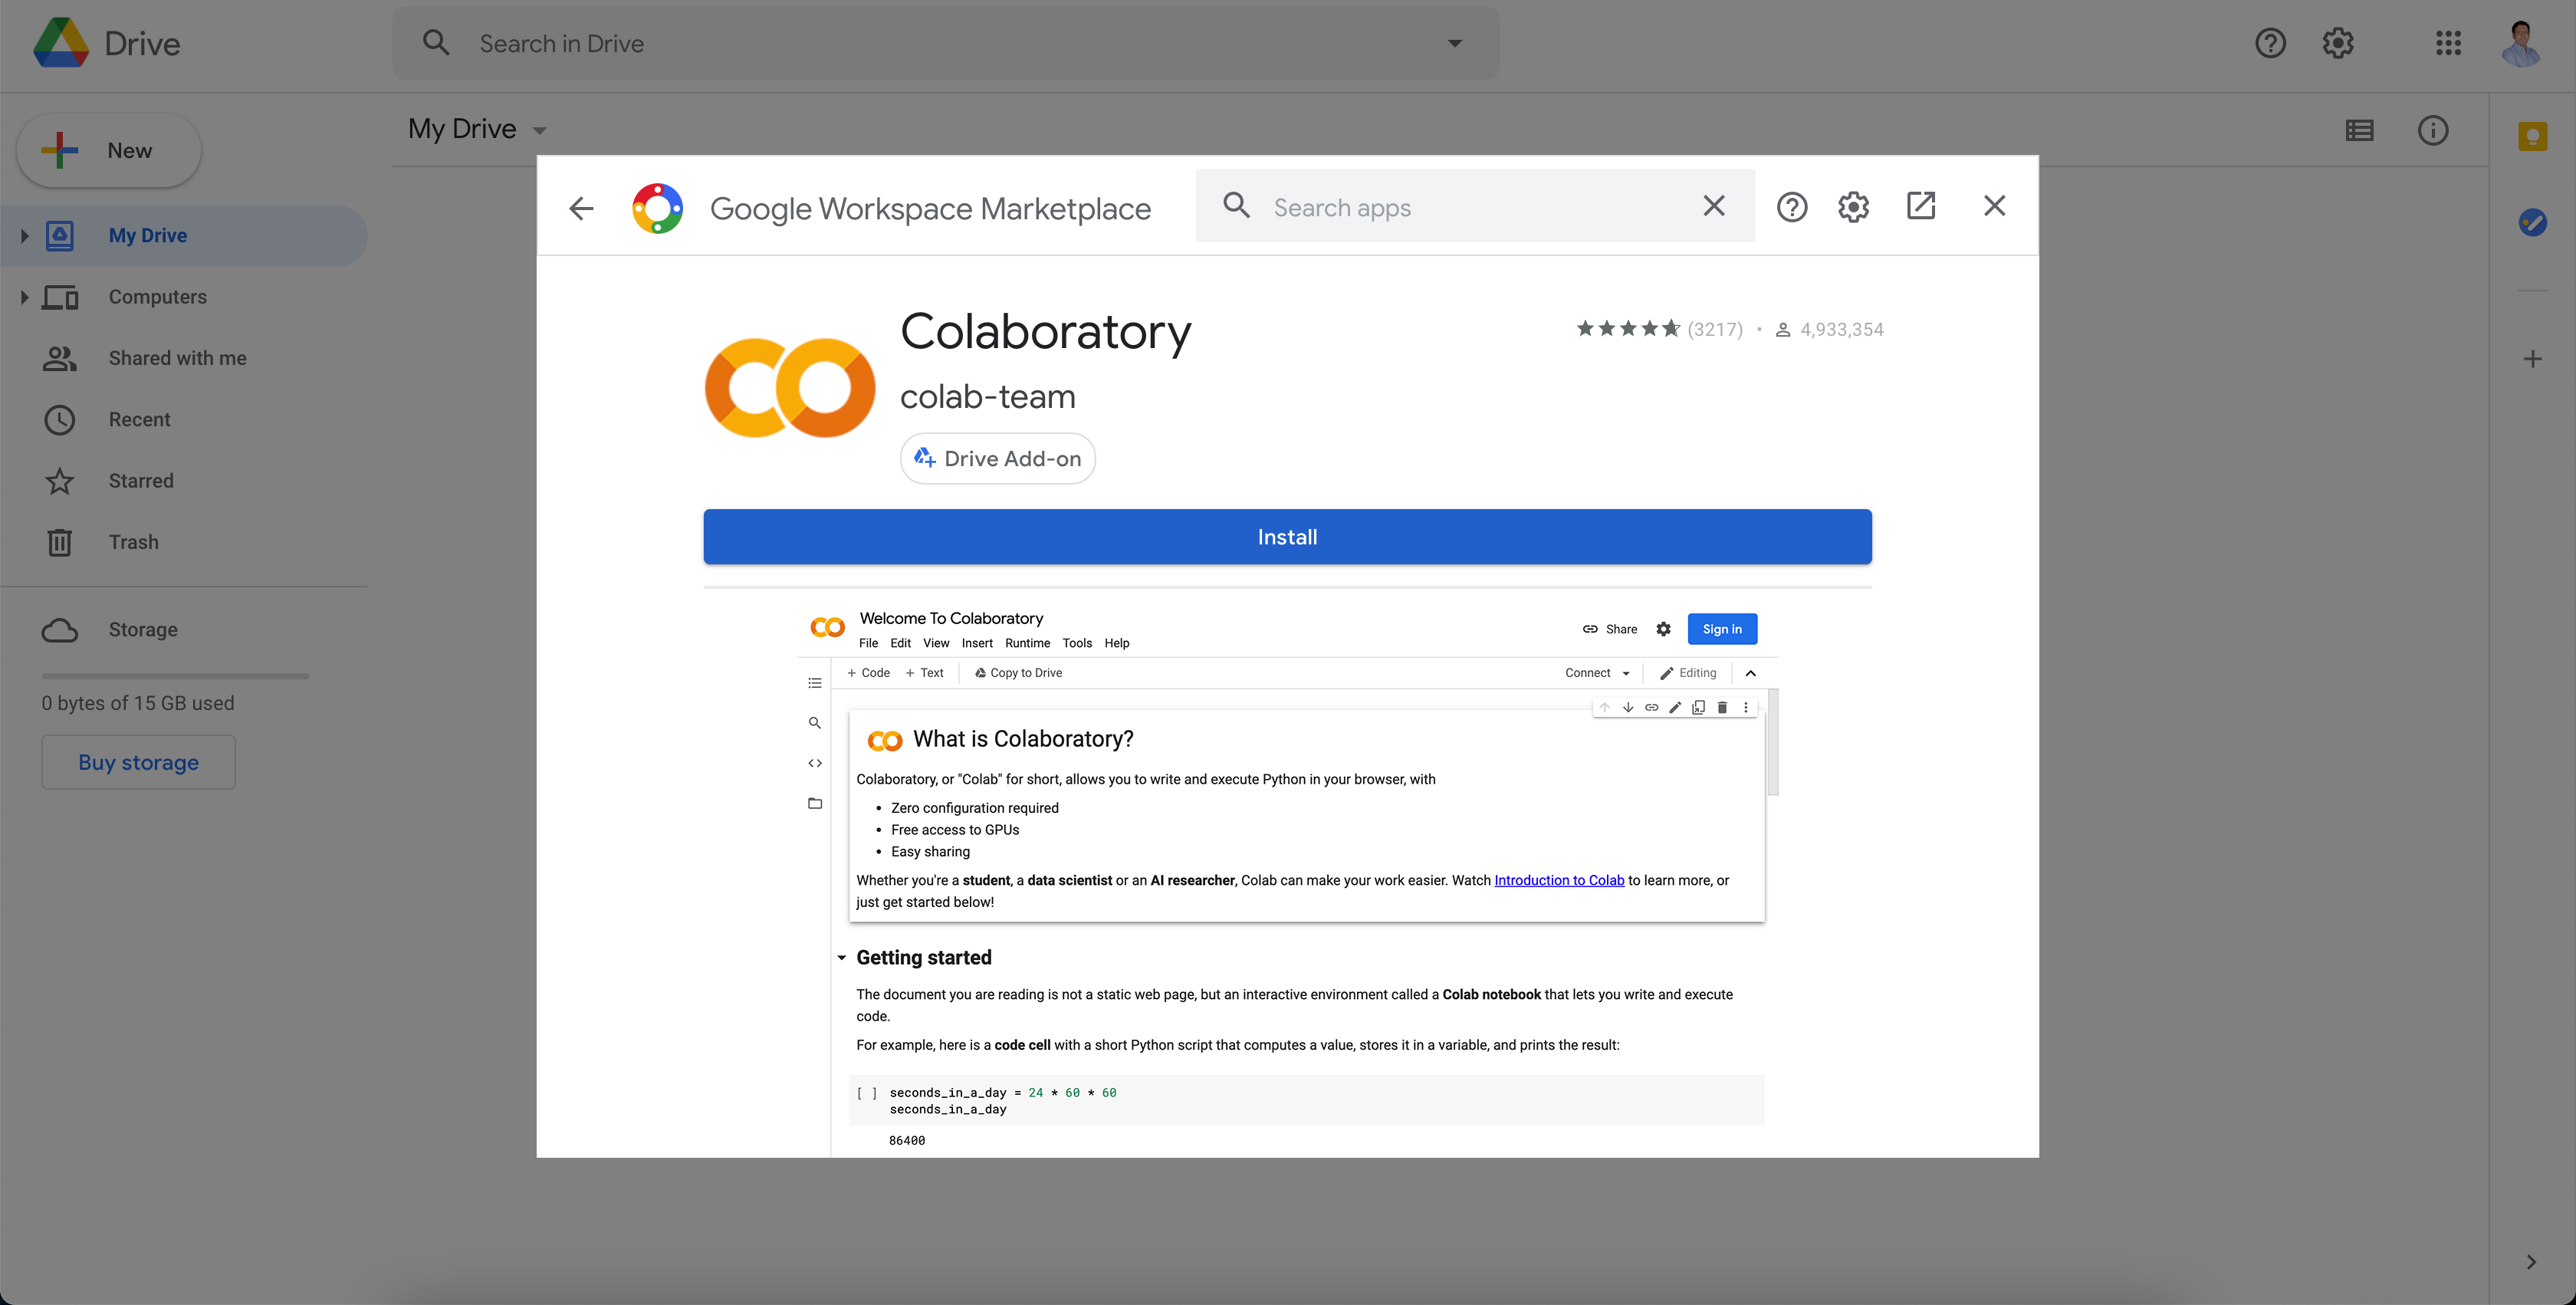 Drive
Search in Drive
New
My Drive
My Drive
Computers
Shared with me
Recent
Starred
Trash
Storage
0 bytes of 15 GB used
Buy storage
Google Workspace Marketplace
Search apps
Colaboratory
(3217) • 4,933,354
colab-team
Drive Add-on
Install
Welcome To Colaboratory
File Edit View Insert Runtime Tools Help
Share
Sign in
+ Code + Text Copy to Drive
Connect
Editing
What is Colaboratory?
Colaboratory, or "Colab" for short, allows you to write and execute Python in your browser, with
• Zero configuration required
• Free access to GPUs
• Easy sharing
Whether you're a student, a data scientist or an AI researcher, Colab can make your work easier. Watch Introduction to Colab to learn more, or
just get started below!
Getting started
The document you are reading is not a static web page, but an interactive environment called a Colab notebook that lets you write and execute
code.
For example, here is a code cell with a short Python script that computes a value, stores it in a variable, and prints the result:
[ ] seconds_in_a_day = 24 * 60 * 60
seconds_in_a_day
86400